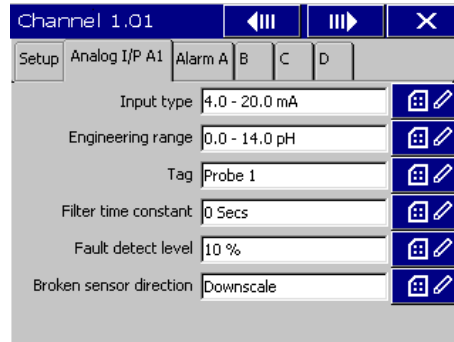 Channel 1.01
Setup Analog I/P A1 Alarm A B C D
Input type 4.0 - 20.0 mA
Engineering range 0.0 - 14.0 pH
Tag Probe 1
Filter time constant 0 Secs
Fault detect level 10 %
Broken sensor direction Downscale